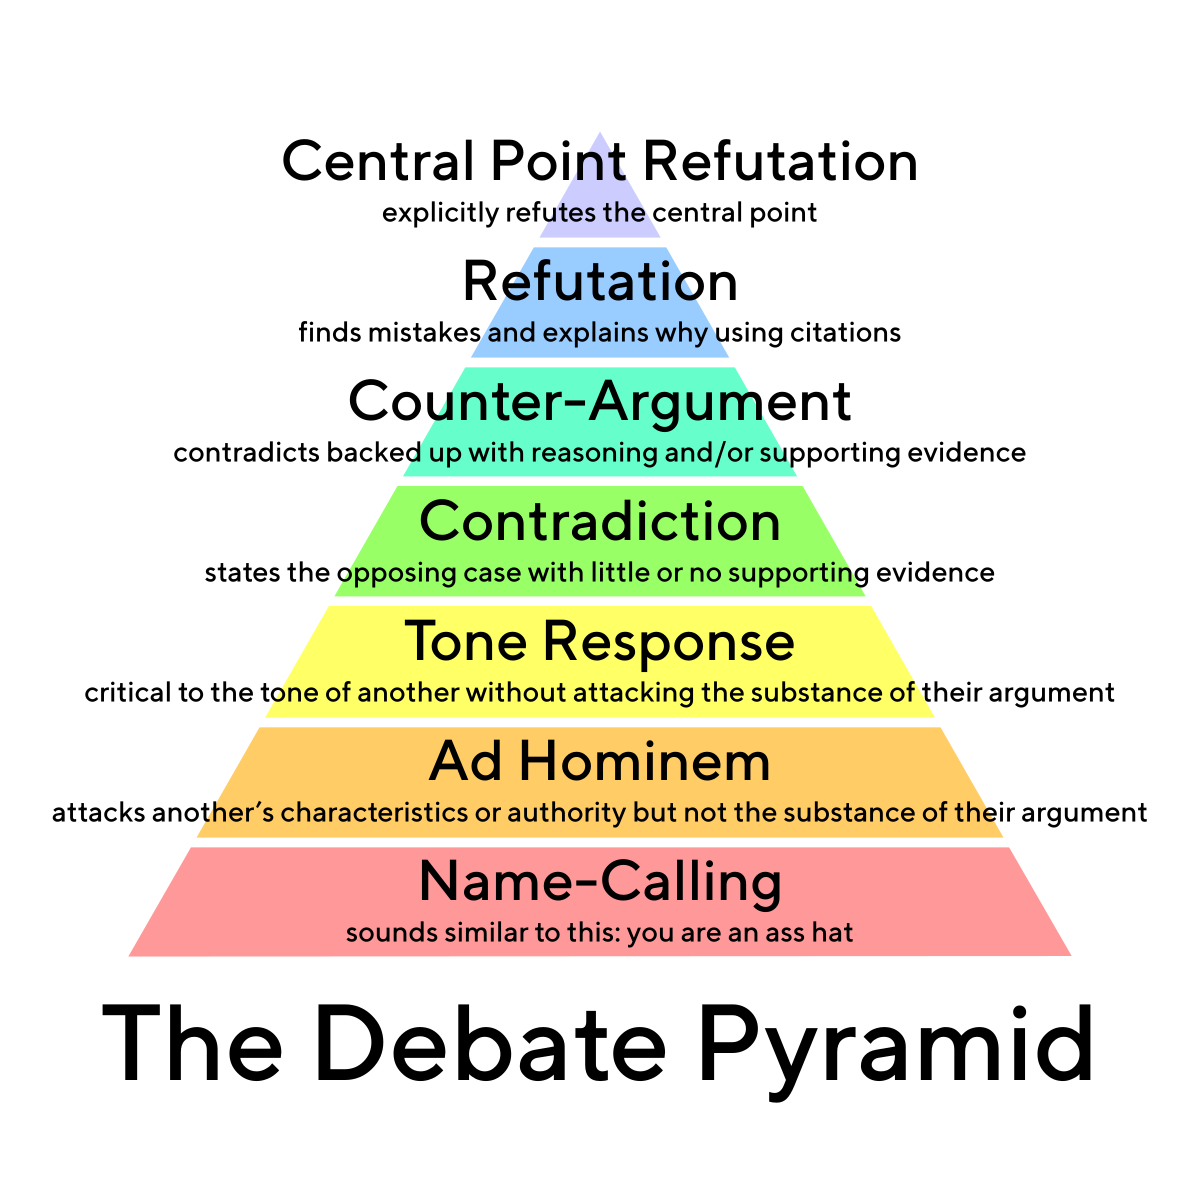 Central Point Refutation
explicitly refutes the central point
Refutation
finds mistakes and explains why using citations
Counter-Argument
contradicts backed up with reasoning and/or supporting evidence
Contradiction
states the opposing case with little or no supporting evidence
Tone Response
critical to the tone of another without attacking the substance of their argument
Ad Hominem
attacks another’s characteristics or authority but not the substance of their argument
Name-Calling
sounds similar to this: you are an ass hat
The Debate Pyramid